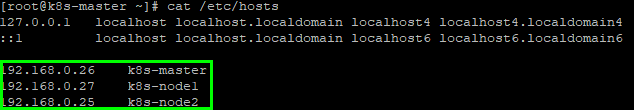 [root@k8s-master ~]# cat /etc/hosts
127.0.0.1   localhost localhost.localdomain localhost4 localhost4.localdomain4
::1         localhost localhost.localdomain localhost6 localhost6.localdomain6
192.168.0.26    k8s-master
192.168.0.27    k8s-node1
192.168.0.25    k8s-node2